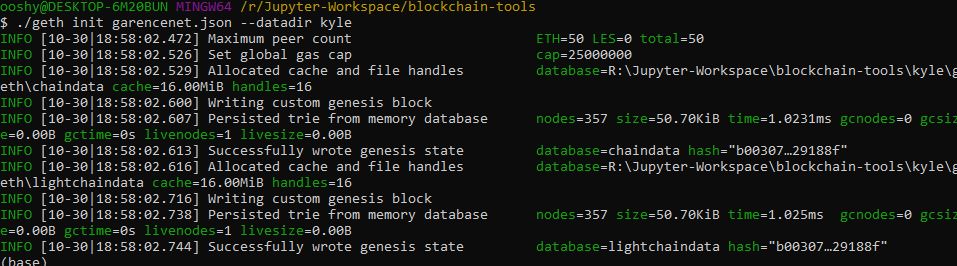 ooshy@DESKTOP-6M20BUN MINGW64 /r/Jupyter-Workspace/blockchain-tools
$ ./geth init garencenet.json --datadir kyle
INFO [10-30|18:58:02.472] Maximum peer count ETH=50 LES=0 total=50
INFO [10-30|18:58:02.526] Set global gas cap cap=25000000
INFO [10-30|18:58:02.529] Allocated cache and file handles database=R:\Jupyter-Workspace\blockchain-tools\kyle\g
eth\chaindata cache=16.00MiB handles=16
INFO [10-30|18:58:02.600] Writing custom genesis block
INFO [10-30|18:58:02.607] Persisted trie from memory database nodes=357 size=50.70KiB time=1.0231ms gcnodes=0 gcsiz
e=0.00B gctime=0s livenodes=1 livesize=0.00B
INFO [10-30|18:58:02.613] Successfully wrote genesis state database=chaindata hash="b00307…29188f"
INFO [10-30|18:58:02.616] Allocated cache and file handles database=R:\Jupyter-Workspace\blockchain-tools\kyle\g
eth\lightchaindata cache=16.00MiB handles=16
INFO [10-30|18:58:02.716] Writing custom genesis block
INFO [10-30|18:58:02.738] Persisted trie from memory database nodes=357 size=50.70KiB time=1.025ms gcnodes=0 gcsiz
e=0.00B gctime=0s livenodes=1 livesize=0.00B
INFO [10-30|18:58:02.744] Successfully wrote genesis state database=lightchaindata hash="b00307…29188f"
(base)